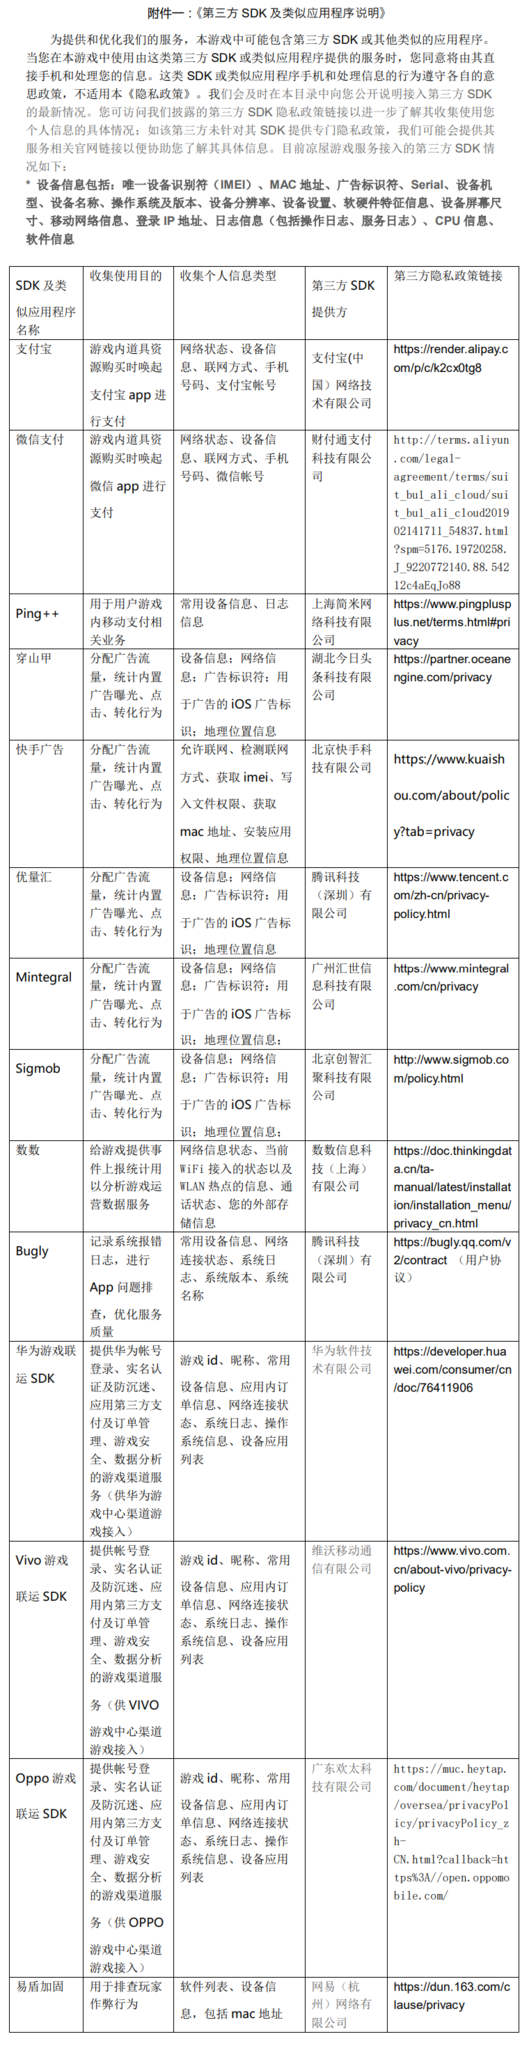 附件一：《第三方 SDK 及类似应用程序说明》
为提供和优化我们的服务，本游戏中可能包含第三方 SDK 或其他类似的应用程序。
当您在本游戏中使用由这类第三方 SDK 或类似应用程序提供的服务时，您同意将由其直
接手机和处理您的信息。这类 SDK 或类似应用程序手机和处理信息的行为遵守各自的意
思政策，不适用本《隐私政策》。我们会及时在本目录中向您公开说明接入第三方 SDK
的最新情况。您可访问我们披露的第三方 SDK 隐私政策链接以进一步了解其收集使用您
个人信息的具体情况；如该第三方未针对其 SDK 提供专门隐私政策，我们可能会提供其
服务相关官网链接以便协助您了解其具体信息。目前凉屋游戏服务接入的第三方 SDK 情
况如下：
* 设备信息包括：唯一设备识别符（IMEI）、MAC 地址、广告标识符、Serial、设备机
型、设备名称、操作系统及版本、设备分辨率、设备设置、软硬件特征信息、设备屏幕尺
寸、移动网络信息、登录 IP 地址、日志信息（包括操作日志、服务日志）、CPU 信息、
软件信息
SDK 及类
似应用程序
名称
收集使用目的
收集个人信息类型
第三方 SDK
提供方
第三方隐私政策链接
支付宝
游戏内道具资
源购买时唤起
支付宝 app 进
行支付
网络状态、设备信
息、联网方式、手机
号码、支付宝帐号
支付宝(中
国）网络技
术有限公司
https://render.alipay.co
m/p/c/k2cx0tg8
微信支付
游戏内道具资
源购买时唤起
微信 app 进行
支付
网络状态、设备信
息、联网方式、手机
号码、微信帐号
财付通支付
科技有限公
司
http://terms.aliyun
.com/legal-
agreement/terms/sui
t_bu1_ali_cloud/sui
t_bu1_ali_cloud2019
02141711_54837.html
?spm=5176.19720258.
J_9220772140.88.542
12c4aEqJo88
Ping++
用于用户游戏
内移动支付相
关业务
常用设备信息、日志
信息
上海简米网
络科技有限
公司
https://www.pingplusp
plus.net/terms.html#pri
vacy
穿山甲
分配广告流
量，统计内置
广告曝光、点
击、转化行为
设备信息；网络信
息；广告标识符；用
于广告的 iOS 广告标
识；地理位置信息
湖北今日头
条科技有限
公司
https://partner.oceane
ngine.com/privacy
快手广告
分配广告流
量，统计内置
广告曝光、点
击、转化行为
允许联网、检测联网
方式、获取 imei、写
入文件权限、获取
mac 地址、安装应用
权限、地理位置信息
北京快手科
技有限公司
https://www.kuaish
ou.com/about/polic
y?tab=privacy
优量汇
分配广告流
量，统计内置
广告曝光、点
击、转化行为
设备信息；网络信
息；广告标识符；用
于广告的 iOS 广告标
识；地理位置信息
腾讯科技
（深圳）有
限公司
https://www.tencent.c
om/zh-cn/privacy-
policy.html
Mintegral
分配广告流
量，统计内置
广告曝光、点
击、转化行为
设备信息；网络信
息；广告标识符；用
于广告的 iOS 广告标
识；地理位置信息；
广州汇世信
息科技有限
公司
https://www.mintegral
.com/cn/privacy
Sigmob
分配广告流
量，统计内置
广告曝光、点
击、转化行为
设备信息；网络信
息；广告标识符；用
于广告的 iOS 广告标
识；地理位置信息；
北京创智汇
聚科技有限
公司
http://www.sigmob.co
m/policy.html
数数
给游戏提供事
件上报统计用
以分析游戏运
营数据服务
网络信息状态、当前
WiFi 接入的状态以及
WLAN 热点的信息、通
话状态、您的外部存
储信息
数数信息科
技（上海）
有限公司
https://doc.thinkingdat
a.cn/ta-
manual/latest/installat
ion/installation_menu/
privacy_cn.html
Bugly
记录系统报错
日志，进行
App 问题排
查，优化服务
质量
常用设备信息、网络
连接状态、系统日
志、系统版本、系统
名称
腾讯科技
（深圳）有
限公司
https://bugly.qq.com/v
2/contract （用户协
议）
华为游戏联
运 SDK
提供华为帐号
登录、实名认
证及防沉迷、
应用第三方支
付及订单管
理、游戏安
全、数据分析
的游戏渠道服
务（供华为游
戏中心渠道游
戏接入）
游戏 id、昵称、常用
设备信息、应用内订
单信息、网络连接状
态、系统日志、操作
系统信息、设备应用
列表
华为软件技
术有限公司
https://developer.hua
wei.com/consumer/cn
/doc/76411906
Vivo 游戏
联运 SDK
提供帐号登
录、实名认证
及防沉迷、应
用内第三方支
付及订单管
理、游戏安
全、数据分析
的游戏渠道服
务（供 VIVO
游戏中心渠道
游戏接入）
游戏 id、昵称、常用
设备信息、应用内订
单信息、网络连接状
态、系统日志、操作
系统信息、设备应用
列表
维沃移动通
信有限公司
https://www.vivo.com.
cn/about-vivo/privacy-
policy
Oppo 游戏
联运 SDK
提供帐号登
录、实名认证
及防沉迷、应
用内第三方支
付及订单管
理、游戏安
全、数据分析
的游戏渠道服
务（供 OPPO
游戏中心渠道
游戏接入）
游戏 id、昵称、常用
设备信息、应用内订
单信息、网络连接状
态、系统日志、操作
系统信息、设备应用
列表
广东欢太科
技有限公司
https://muc.heytap.
com/document/heytap
/oversea/privacyPol
icy/privacyPolicy_z
h-
CN.html?callback=ht
tps%3A//open.oppomo
bile.com/
易盾加固
用于排查玩家
作弊行为
软件列表、设备信
息，包括 mac 地址
网易（杭
州）网络有
限公司
https://dun.163.com/c
lause/privacy